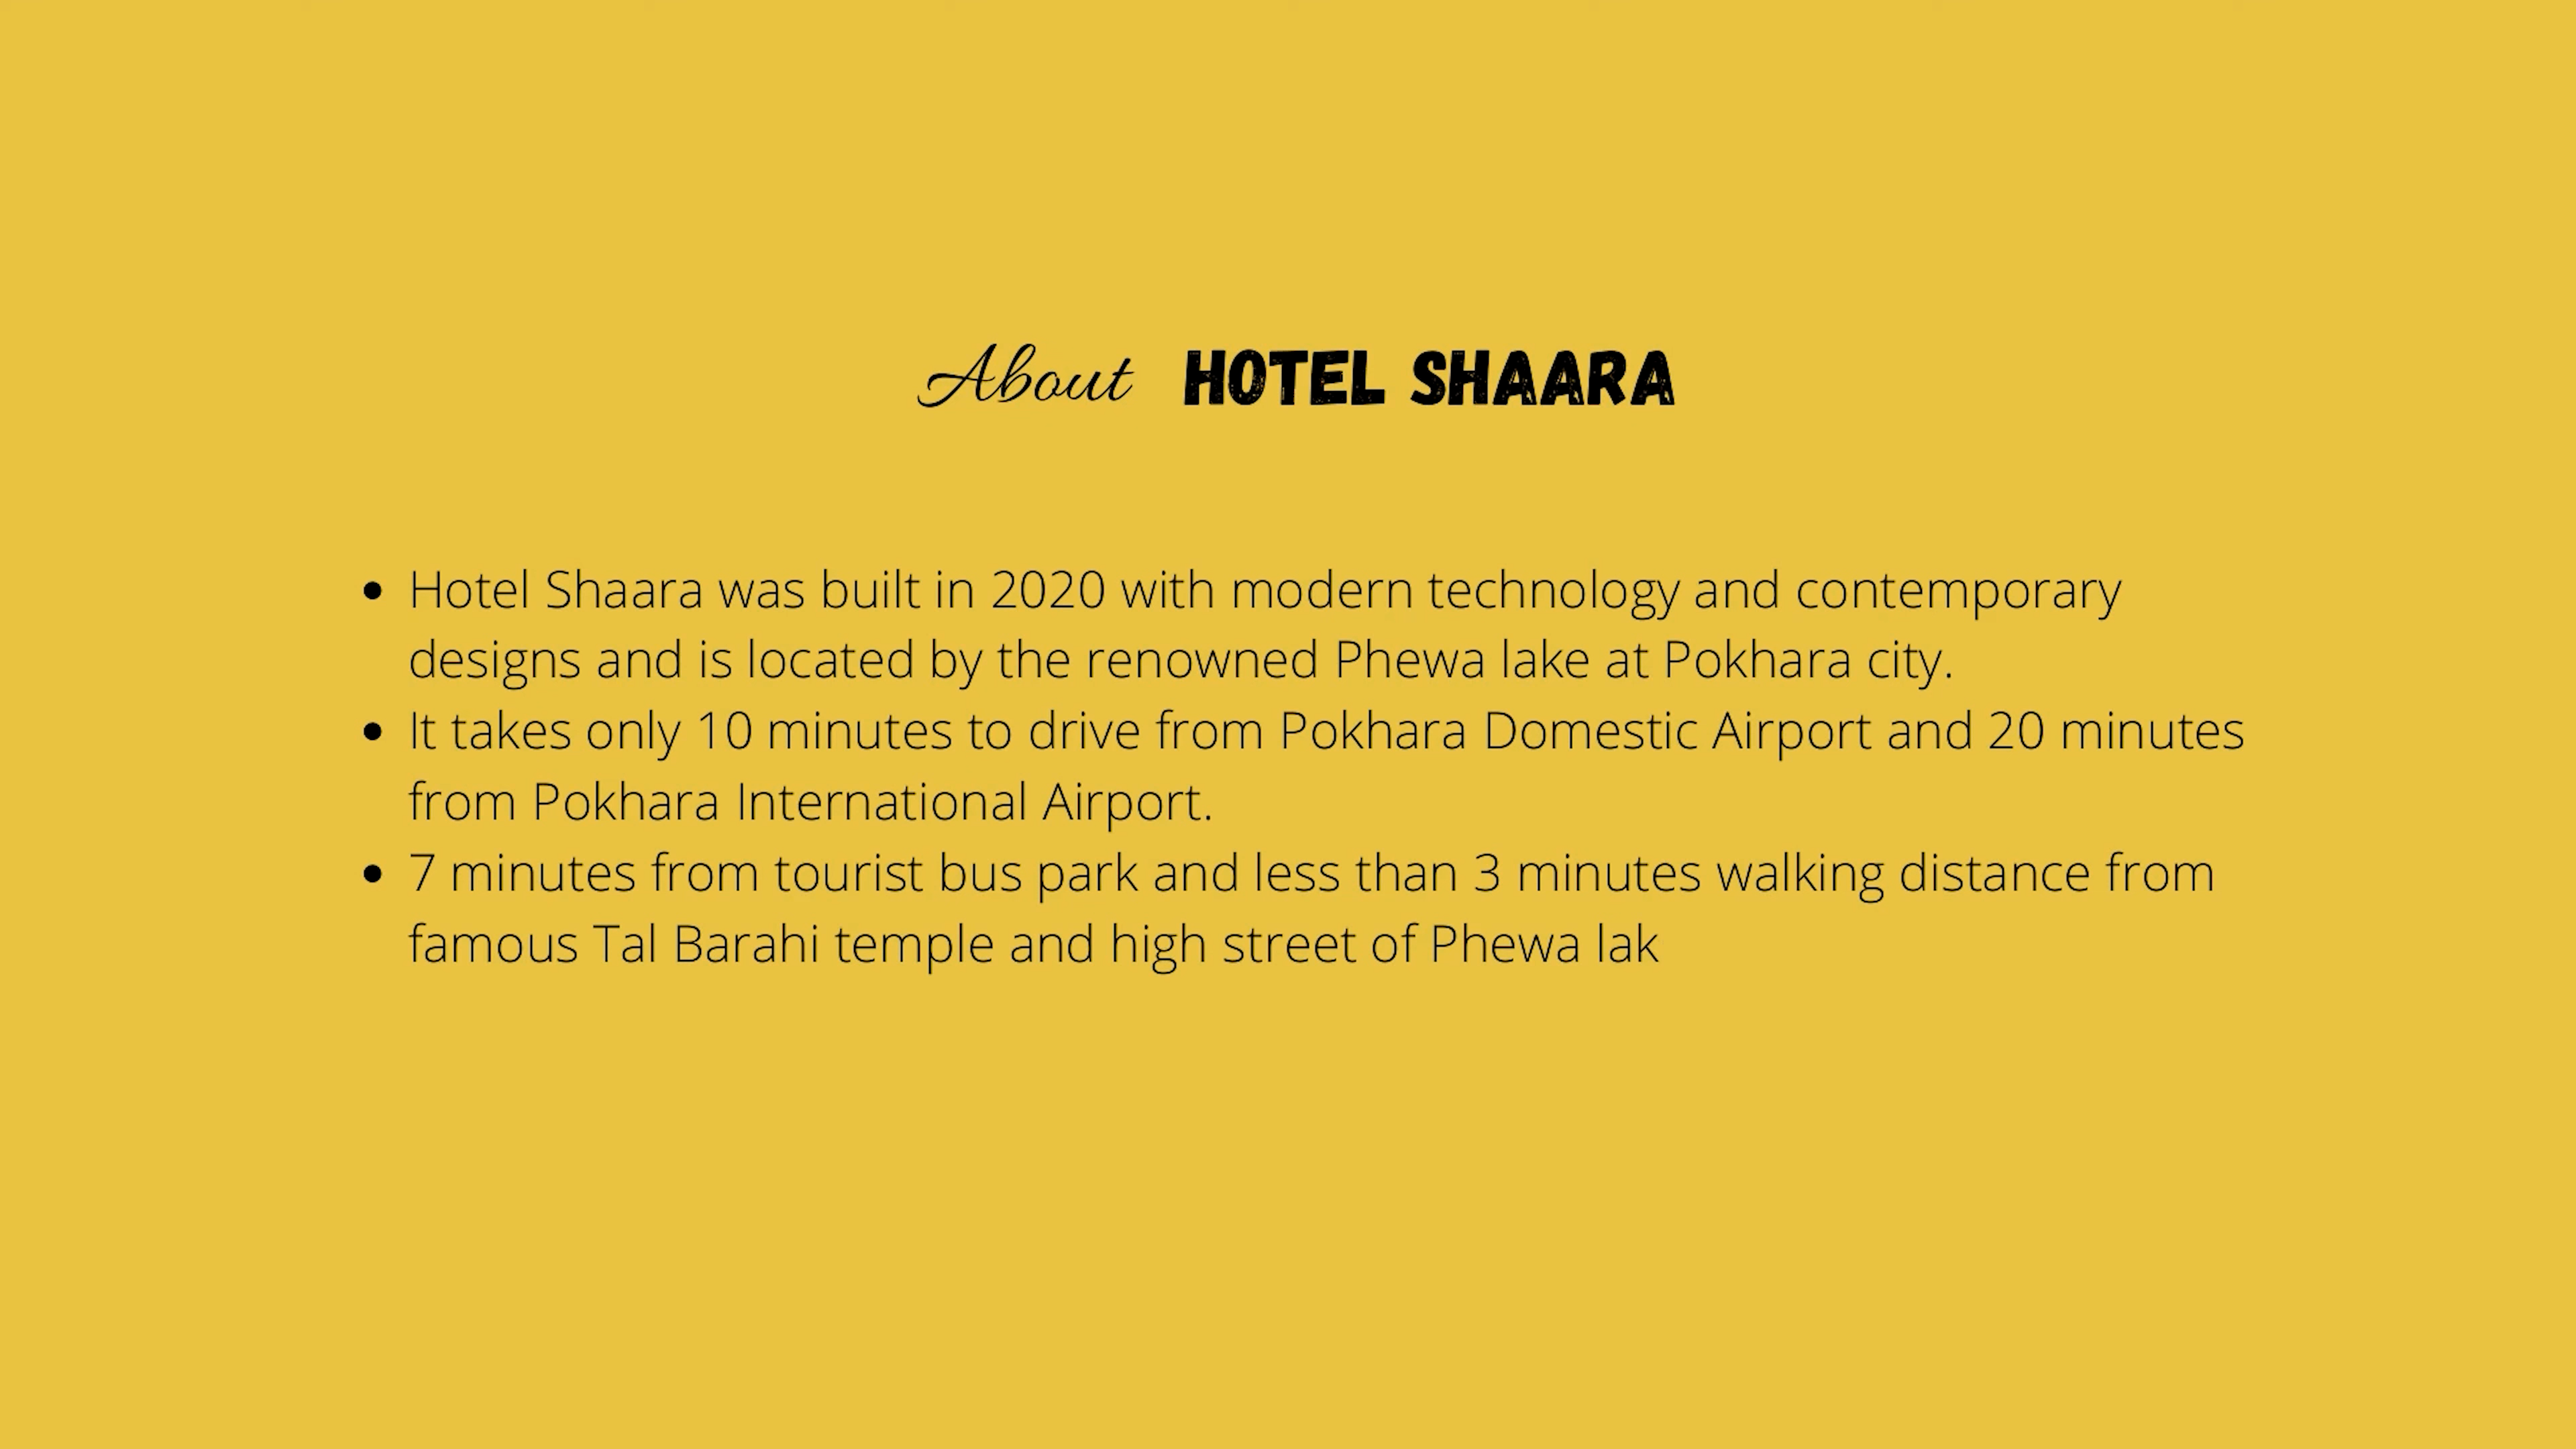 About HOTEL SHAARA
• Hotel Shaara was built in 2020 with modern technology and contemporary
designs and is located by the renowned Phewa lake at Pokhara city.
• It takes only 10 minutes to drive from Pokhara Domestic Airport and 20 minutes
from Pokhara International Airport.
• 7 minutes from tourist bus park and less than 3 minutes walking distance from
famous Tal Barahi temple and high street of Phewa lak